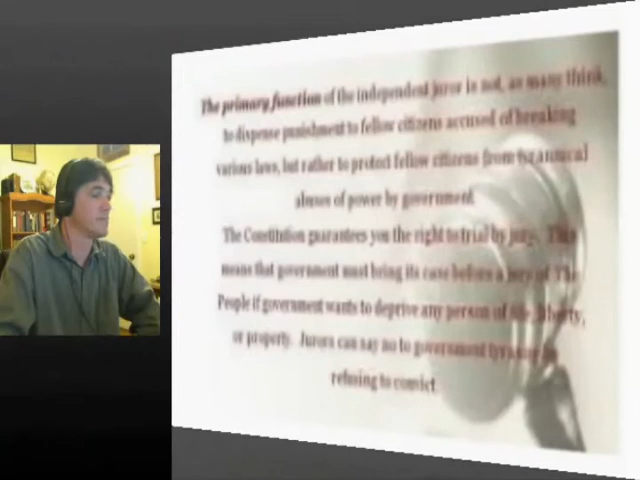 The primary function of the independent juror is not, as many think,
to dispense punishment to fellow citizens accused of breaking
various laws, but rather to protect fellow citizens from tyrannical
abuses of power by government.
The Constitution guarantees you the right to trial by jury. This
means that government must bring its case before a jury of The
People if government wants to deprive any person of life, liberty,
or property. Jurors can say no to government tyranny by
refusing to convict.